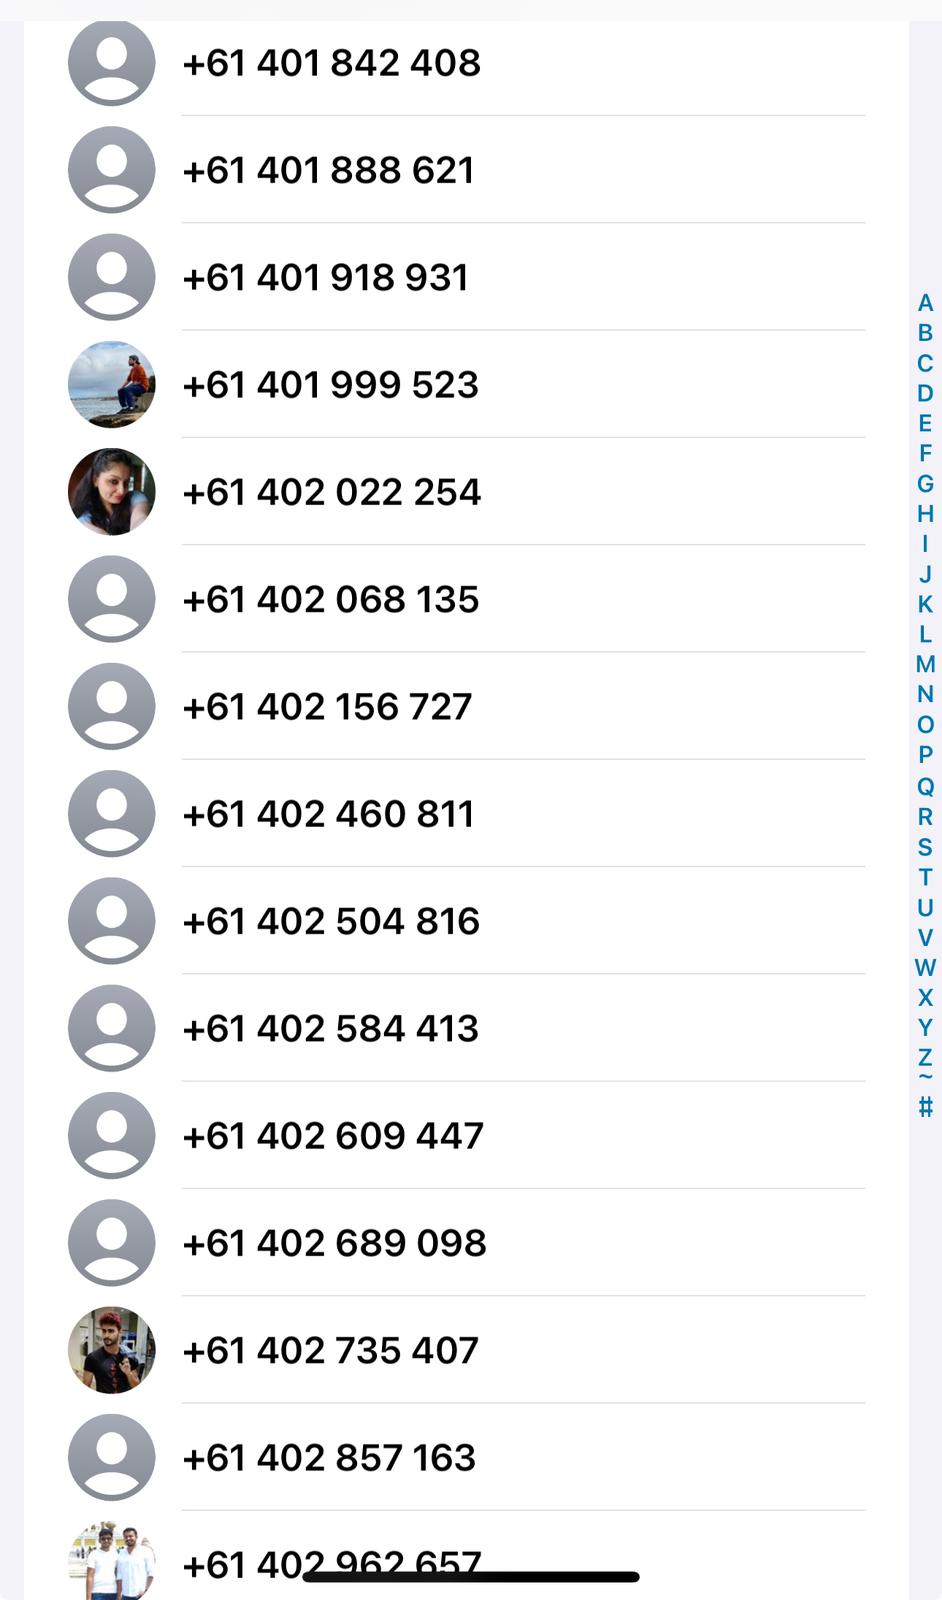 +61 401 842 408
+61 401 888 621
+61 401 918 931
+61 401 999 523
+61 402 022 254
+61 402 068 135
+61 402 156 727
+61 402 460 811
+61 402 504 816
+61 402 584 413
+61 402 609 447
+61 402 689 098
+61 402 735 407
+61 402 857 163
+61 402 962 657
A
B
C
D
E
F
G
H
I
J
K
L
M
N
O
P
Q
R
S
T
U
V
W
X
Y
Z
~
#